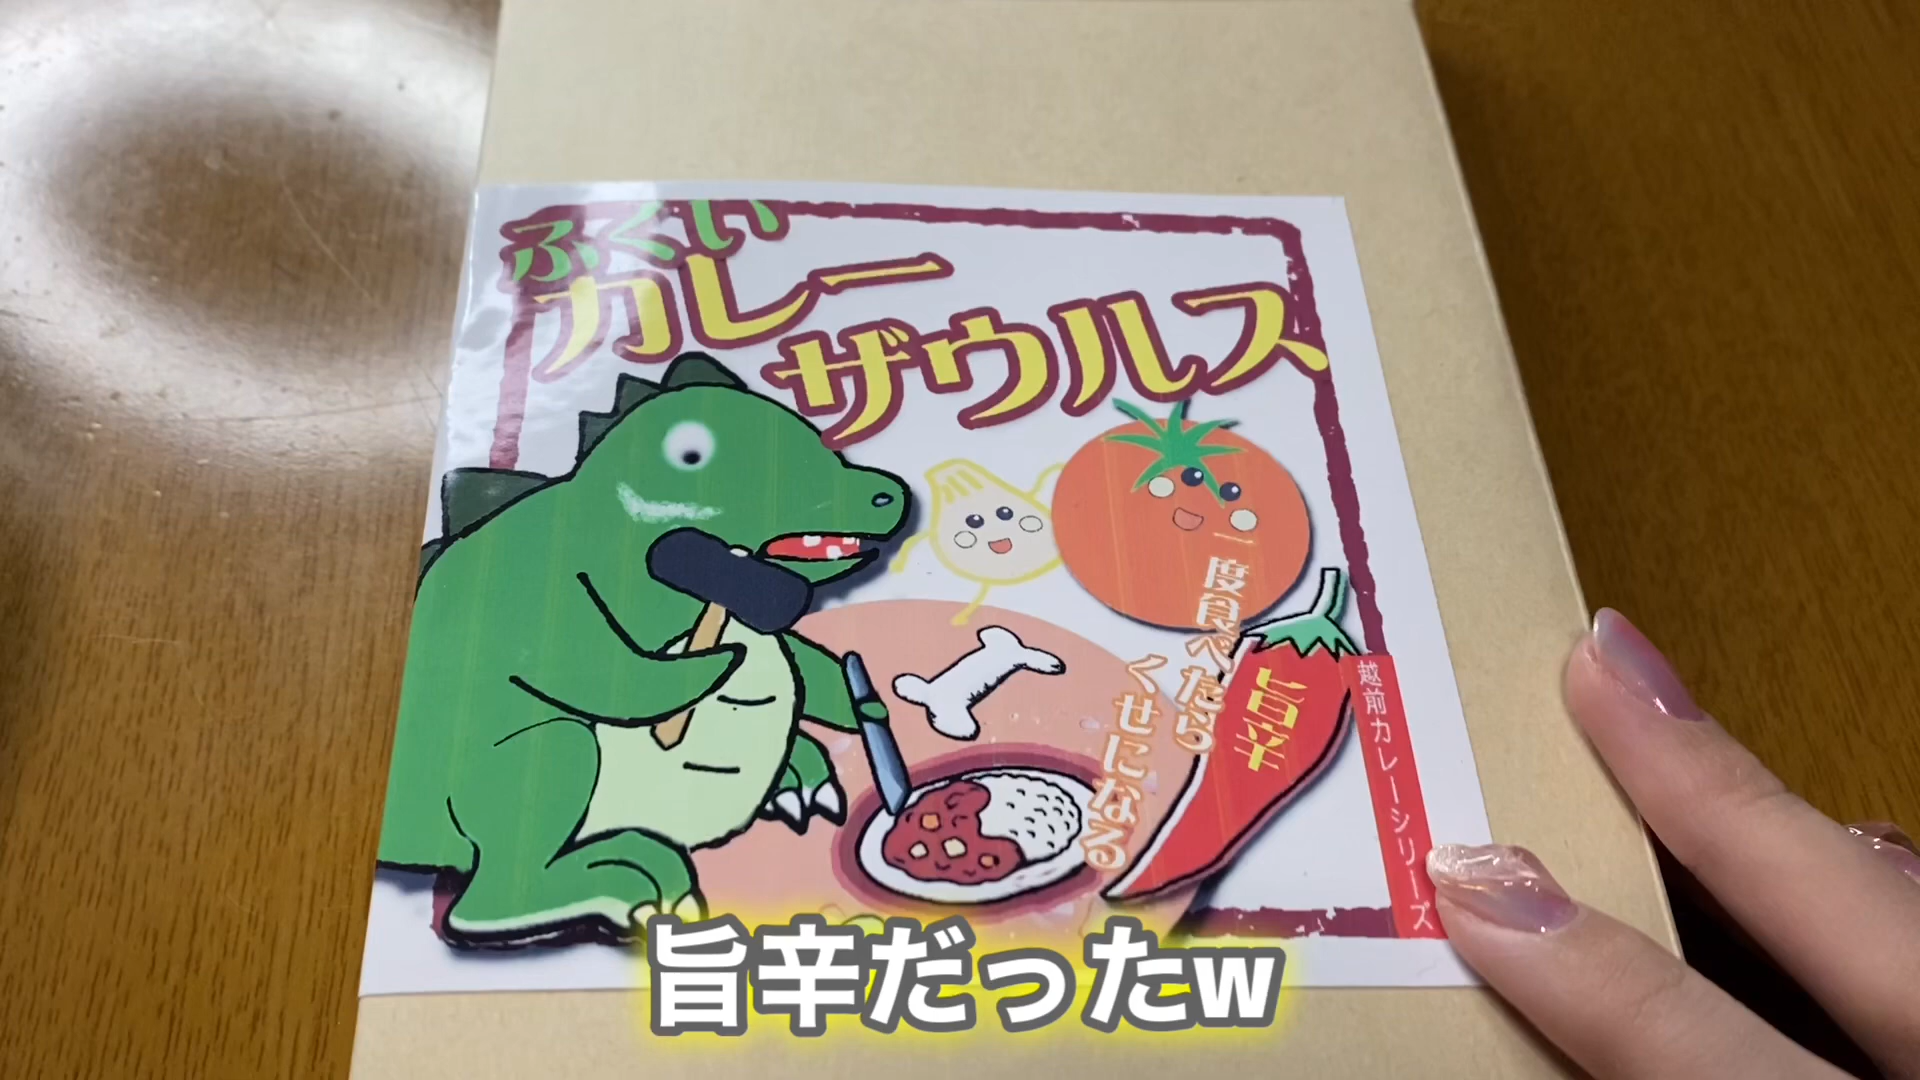 ふくい
カレー
ザウルス
一度食べたら
くせになる
旨辛
越前カレーシリーズ
旨辛だったw